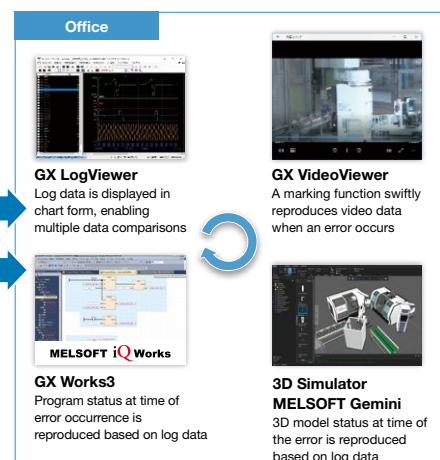 Office
GX LogViewer
Log data is displayed in
chart form, enabling
multiple data comparisons
GX VideoViewer
A marking function swiftly
reproduces video data
when an error occurs
MELSOFT iQ Works
GX Works3
Program status at time of
error occurrence is
reproduced based on log data
3D Simulator
MELSOFT Gemini
3D model status at time of
the error is reproduced
based on log data